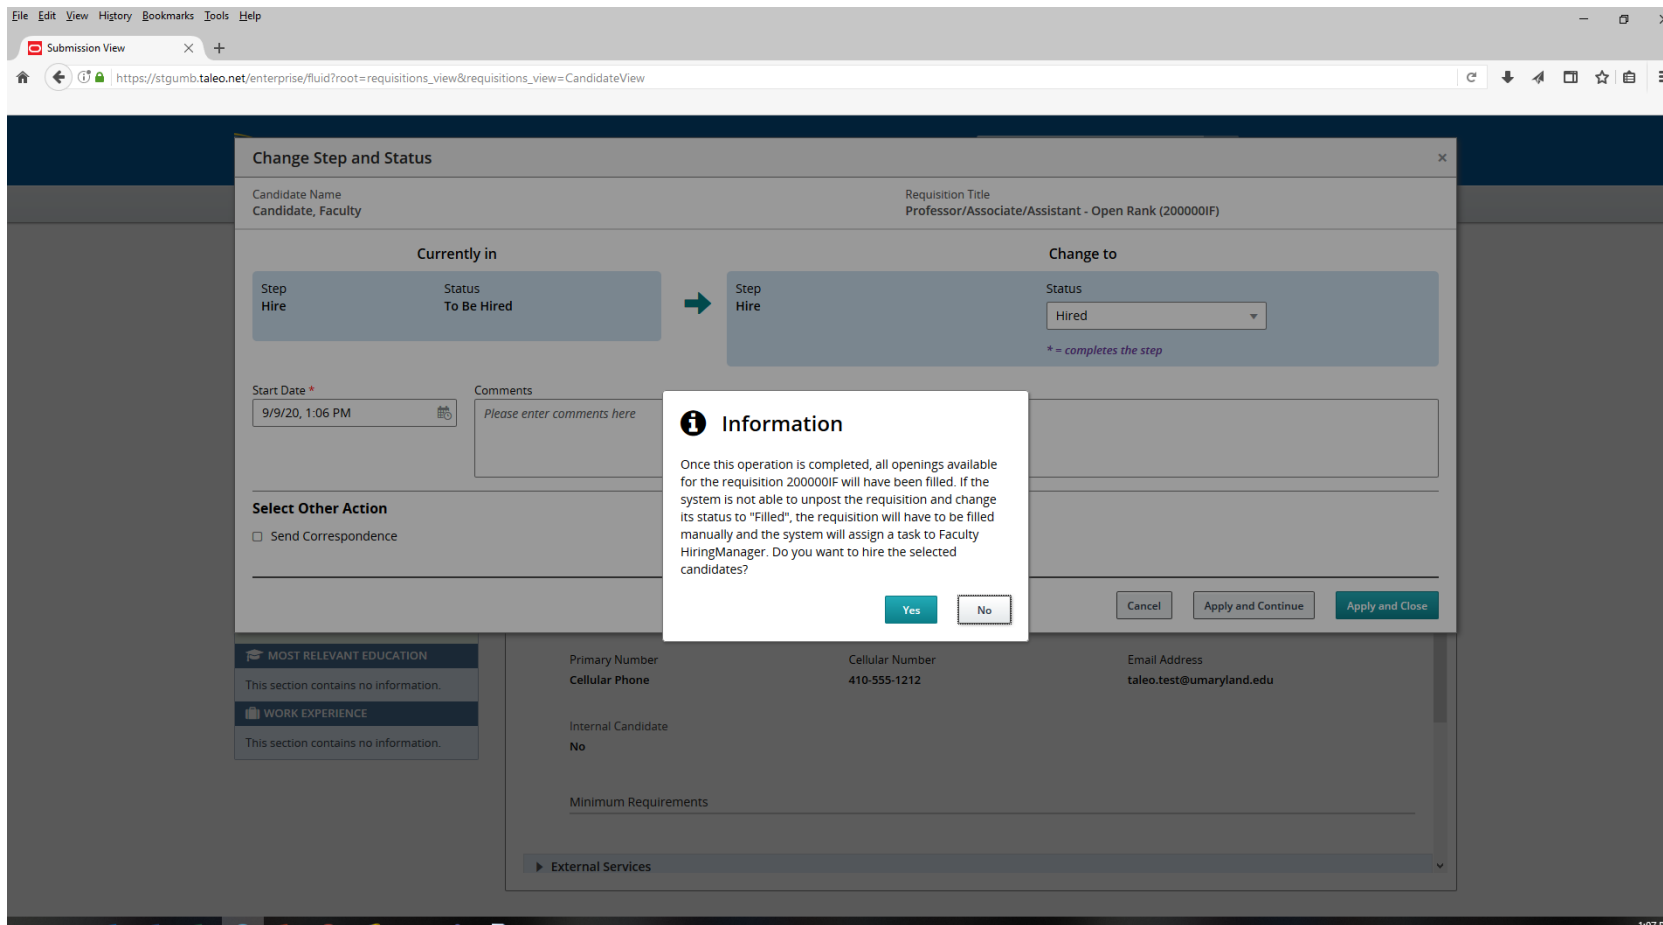 File Edit View History Bookmarks Tools Help
Submission View
https://stgumb.taleo.net/enterprise/fluid?root=requisitions_view&requisitions_view=CandidateView
Change Step and Status
Candidate Name
Candidate, Faculty
Requisition Title
Professor/Associate/Assistant - Open Rank (200000IF)
Currently in
Change to
Step
Hire
Status
To Be Hired
Step
Hire
Status
Hired
* = completes the step
Start Date *
9/9/20, 1:06 PM
Comments
Please enter comments here
Select Other Action
Send Correspondence
Information
Once this operation is completed, all openings available
for the requisition 200000IF will have been filled. If the
system is not able to unpost the requisition and change
its status to "Filled", the requisition will have to be filled
manually and the system will assign a task to Faculty
HiringManager. Do you want to hire the selected
candidates?
Yes No
Cancel Apply and Continue Apply and Close
MOST RELEVANT EDUCATION
This section contains no information.
WORK EXPERIENCE
This section contains no information.
Primary Number
Cellular Phone
Cellular Number
410-555-1212
Email Address
taleo.test@umaryland.edu
Internal Candidate
No
Minimum Requirements
External Services